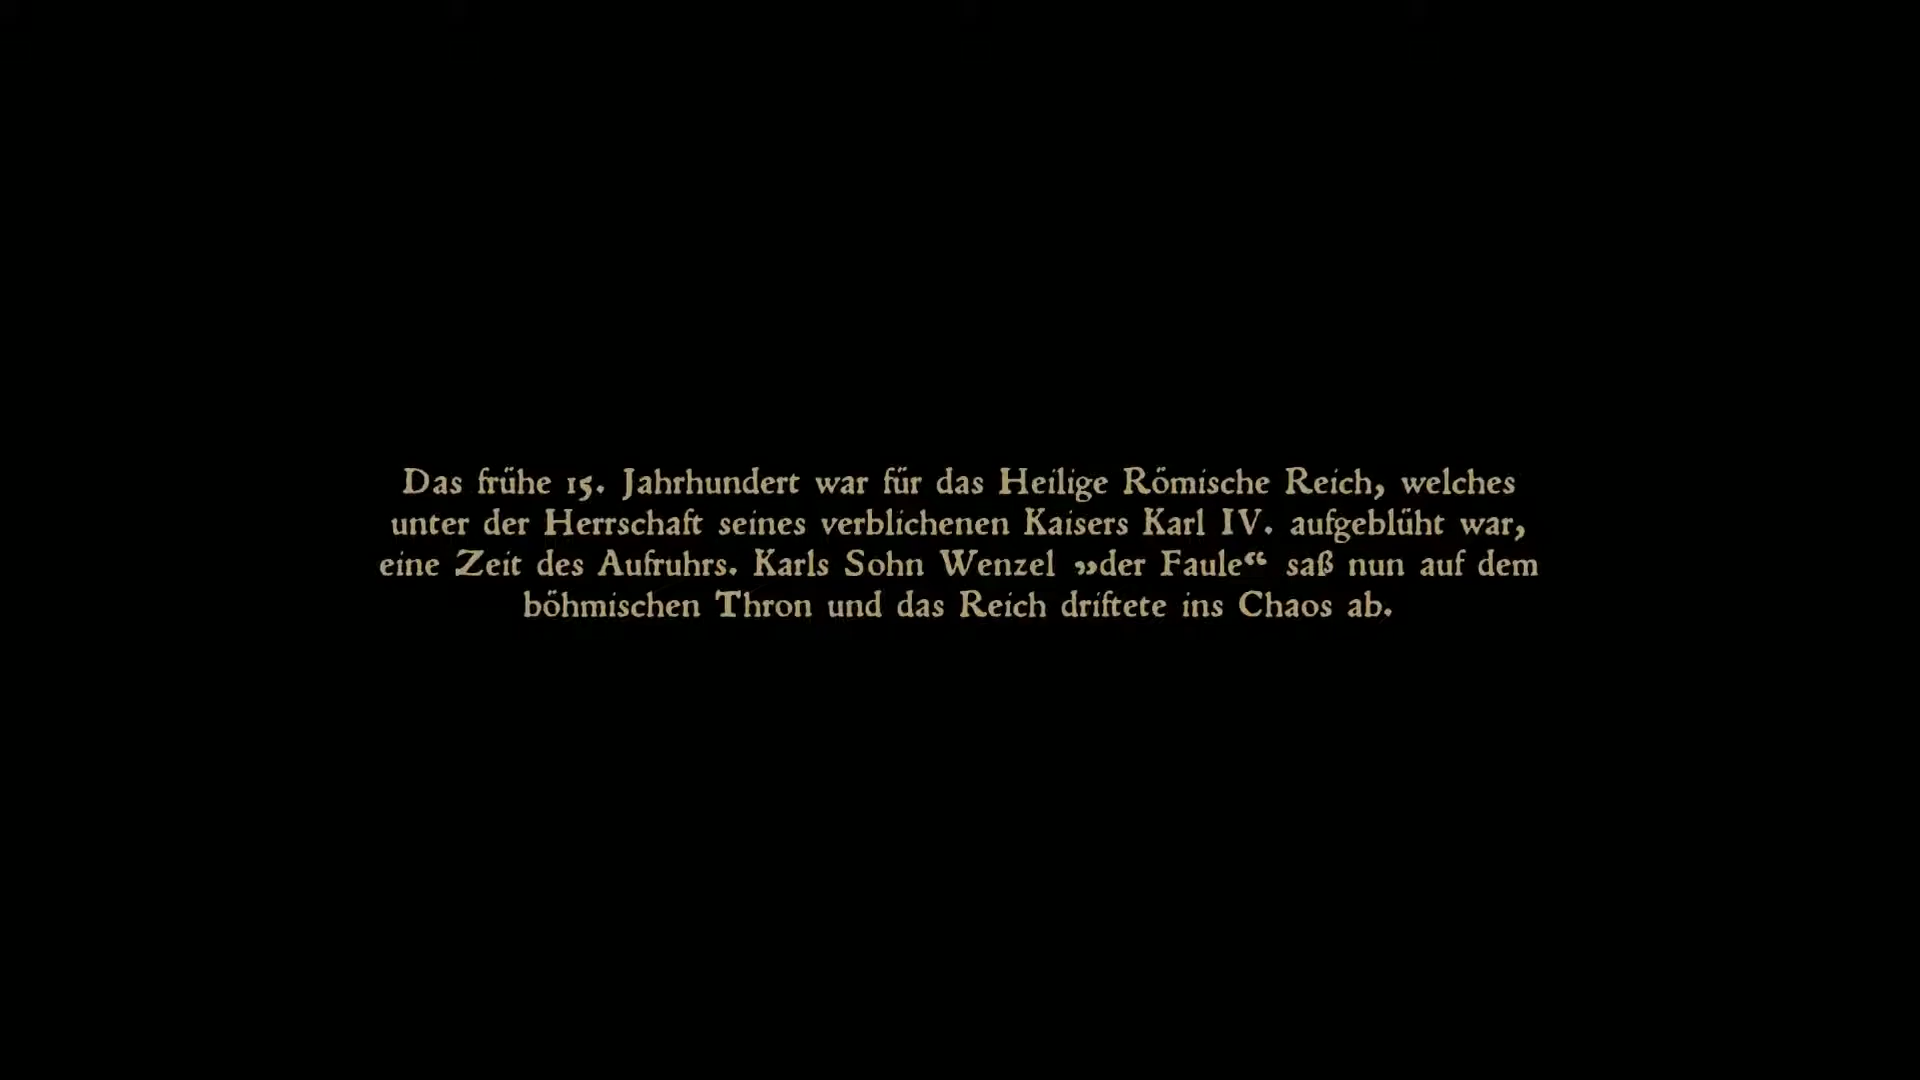 Das frühe 15. Jahrhundert war für das Heilige Römische Reich, welches
unter der Herrschaft seines verblichenen Kaisers Karl IV. aufgeblüht war,
eine Zeit des Aufruhrs. Karls Sohn Wenzel „der Faule“ saß nun auf dem
böhmischen Thron und das Reich driftete ins Chaos ab.